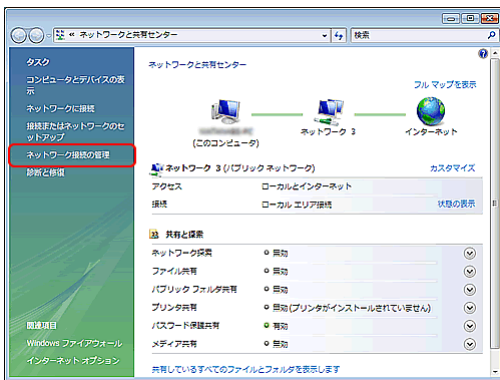 « ネットワークと共有センター
検索
タスク
コンピュータとデバイスの表
示
ネットワークに接続
接続またはネットワークのセ
ットアップ
ネットワーク接続の管理
診断と修復
関連項目
Windows ファイアウォール
インターネット オプション
ネットワークと共有センター
フル マップを表示
(このコンピュータ)
ネットワーク 3
インターネット
ネットワーク 3 (パブリック ネットワーク)
カスタマイズ
アクセス
ローカルとインターネット
接続
ローカル エリア接続
状態の表示
共有と探索
ネットワーク探索
無効
ファイル共有
無効
パブリック フォルダ共有
無効
プリンタ共有
無効 (プリンタがインストールされていません)
パスワード保護共有
有効
メディア共有
無効
共有しているすべてのファイルとフォルダを表示します